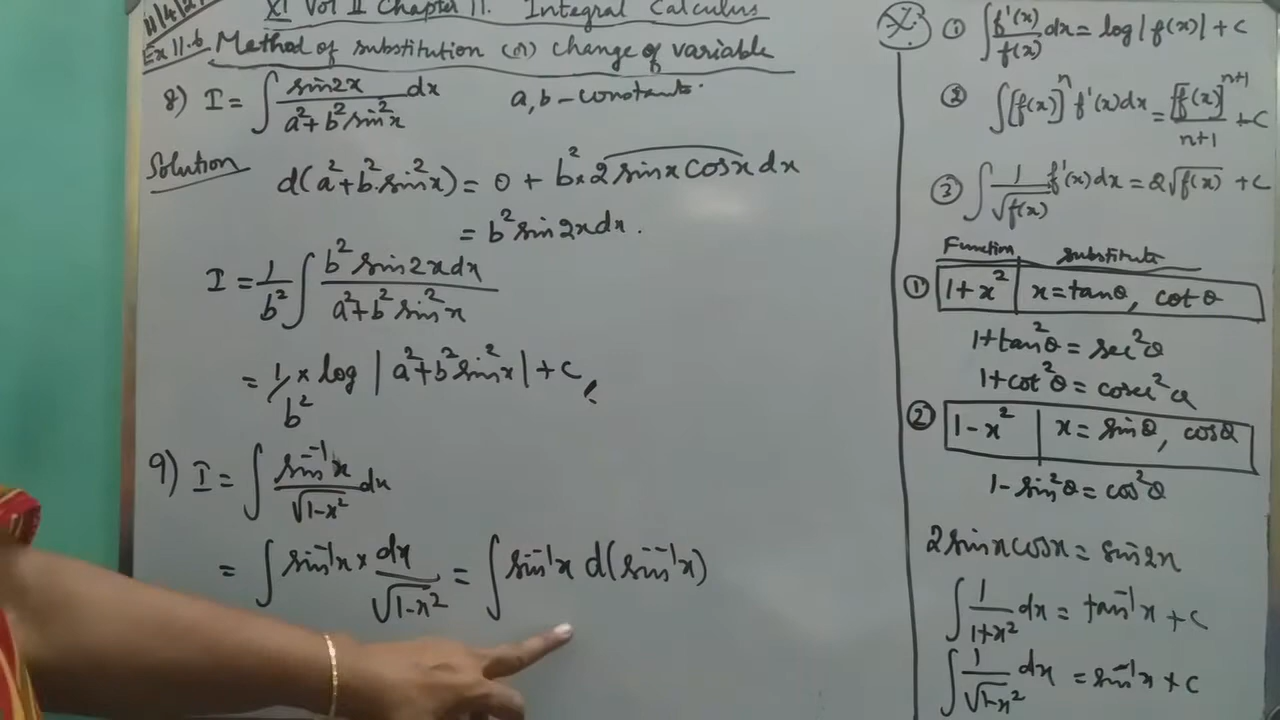 11/4/21
XI Vol II Chapter 11. Integral Calculus
Ex 11.6 Method of substitution (or) change of variable
8) I = ∫ sin2x / (a² + b² sin²x) dx a, b - constants.
Solution
d(a² + b² sin²x) = 0 + b² × 2 sinx cosx dx
= b² sin2x dx.
I = 1/b² ∫ b² sin2x dx / (a² + b² sin²x)
= 1/b² × log |a² + b² sin²x| + c
9) I = ∫ sin⁻¹x / √(1-x²) dx
= ∫ sin⁻¹x × dx / √(1-x²) = ∫ sin⁻¹x d(sin⁻¹x)
① ∫ f'(x) / f(x) dx = log |f(x)| + c
② ∫ [f(x)]ⁿ f'(x) dx = [f(x)]ⁿ⁺¹ / (n+1) + c
③ ∫ 1/√f(x) f'(x) dx = 2√f(x) + c
Function substitute
① 1 + x² | x = tanθ, cotθ
1 + tan²θ = sec²θ
1 + cot²θ = cosec²θ
② 1 - x² | x = sinθ, cosθ
1 - sin²θ = cos²θ
2 sinx cosx = sin2x
∫ 1/(1+x²) dx = tan⁻¹x + c
∫ 1/√(1-x²) dx = sin⁻¹x + c